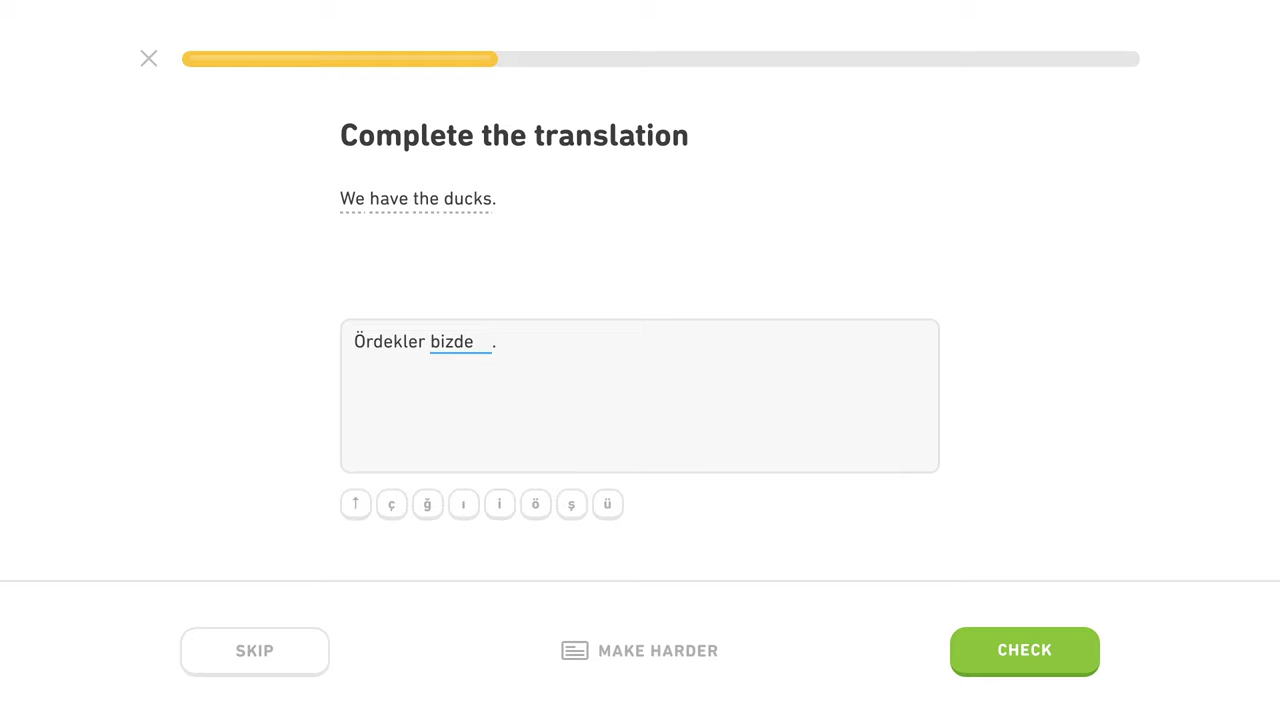 Complete the translation
We have the ducks.
Ördekler bizde .
↑ ç ğ ı i ö ş ü
SKIP
MAKE HARDER
CHECK